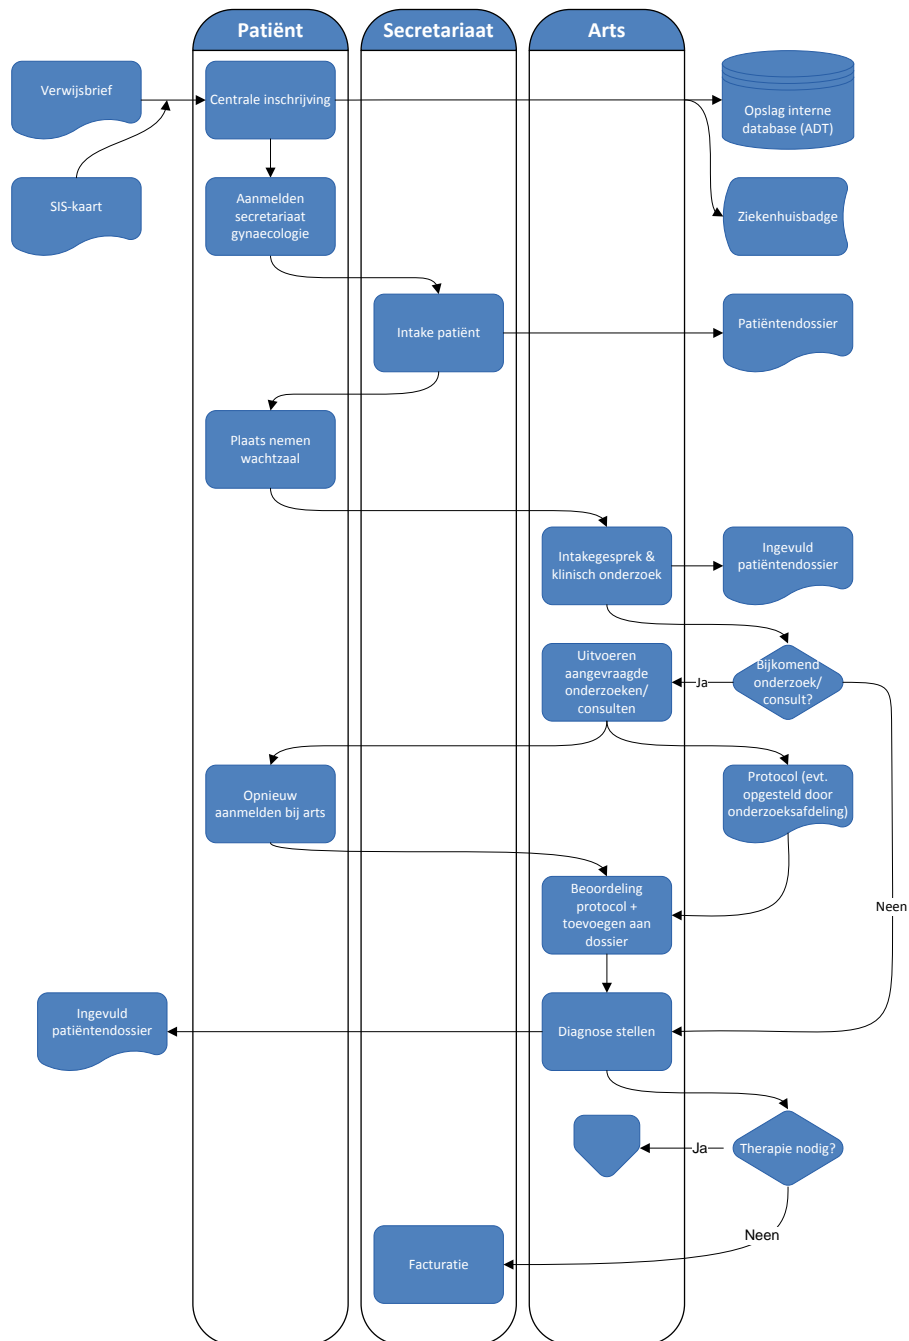 Patiënt
Secretariaat
Arts
Verwijsbrief
Centrale inschrijving
Opslag interne
database (ADT)
SIS-kaart
Aanmelden
secretariaat
gynaecologie
Ziekenhuisbadge
Intake patiënt
Patiëntendossier
Plaats nemen
wachtzaal
Intakegesprek &
klinisch onderzoek
Ingevuld
patiëntendossier
Uitvoeren
aangevraagde
onderzoeken/
consulten
Ja
Bijkomend
onderzoek/
consult?
Opnieuw
aanmelden bij arts
Protocol (evt.
opgesteld door
onderzoeksafdeling)
Beoordeling
protocol +
toevoegen aan
dossier
Neen
Ingevuld
patiëntendossier
Diagnose stellen
Ja
Therapie nodig?
Neen
Facturatie